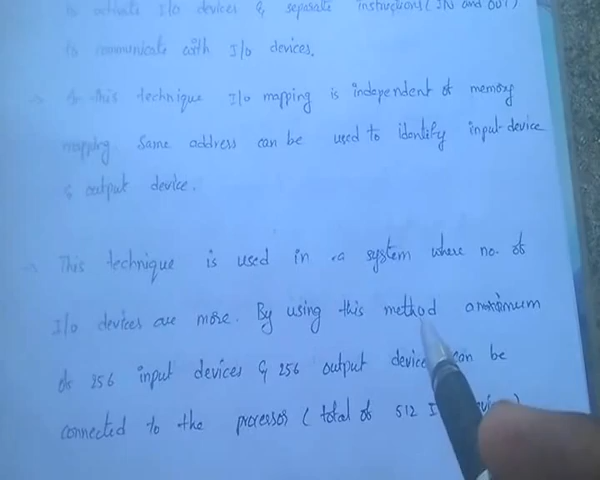 to activate I/o devices & separate instructions (IN and OUT)
to communicate with I/o devices.
→ In this technique I/o mapping is independent of memory
mapping. Same address can be used to identify input-device
& output device.
→ This technique is used in a system where no. of
I/o devices are more. By using this method a maximum
of 256 input devices & 256 output devices can be
connected to the processor (total of 512 I